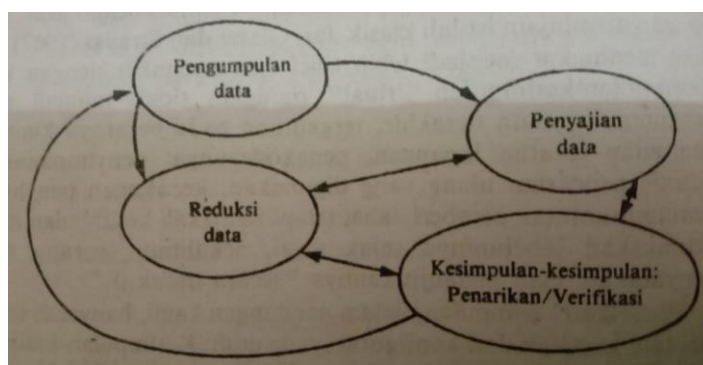 Pengumpulan
data
Penyajian
data
Reduksi
data
Kesimpulan-kesimpulan:
Penarikan/Verifikasi